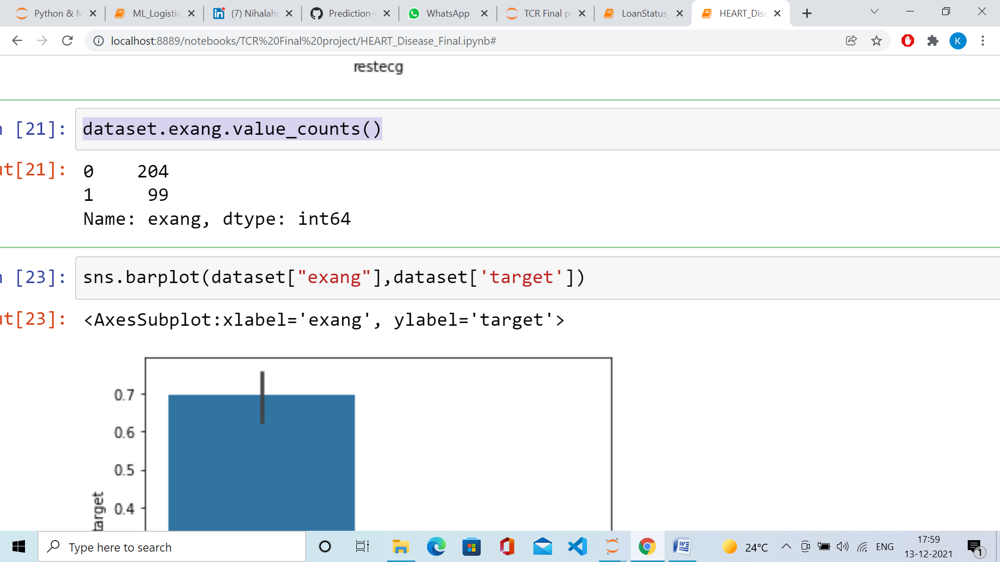 Python & M
ML_Logistic
(7) Nihalahm
Prediction-
WhatsApp
TCR Final pr
LoanStatus_
HEART_Dise
localhost:8889/notebooks/TCR%20Final%20project/HEART_Disease_Final.ipynb#
K
restecg
[21]: dataset.exang.value_counts()
ut[21]: 0 204
1 99
Name: exang, dtype: int64
[23]: sns.barplot(dataset["exang"],dataset['target'])
ut[23]: <AxesSubplot:xlabel='exang', ylabel='target'>
0.7
0.6
0.5
0.4
target
Type here to search
24°C
ENG
17:59
13-12-2021
1